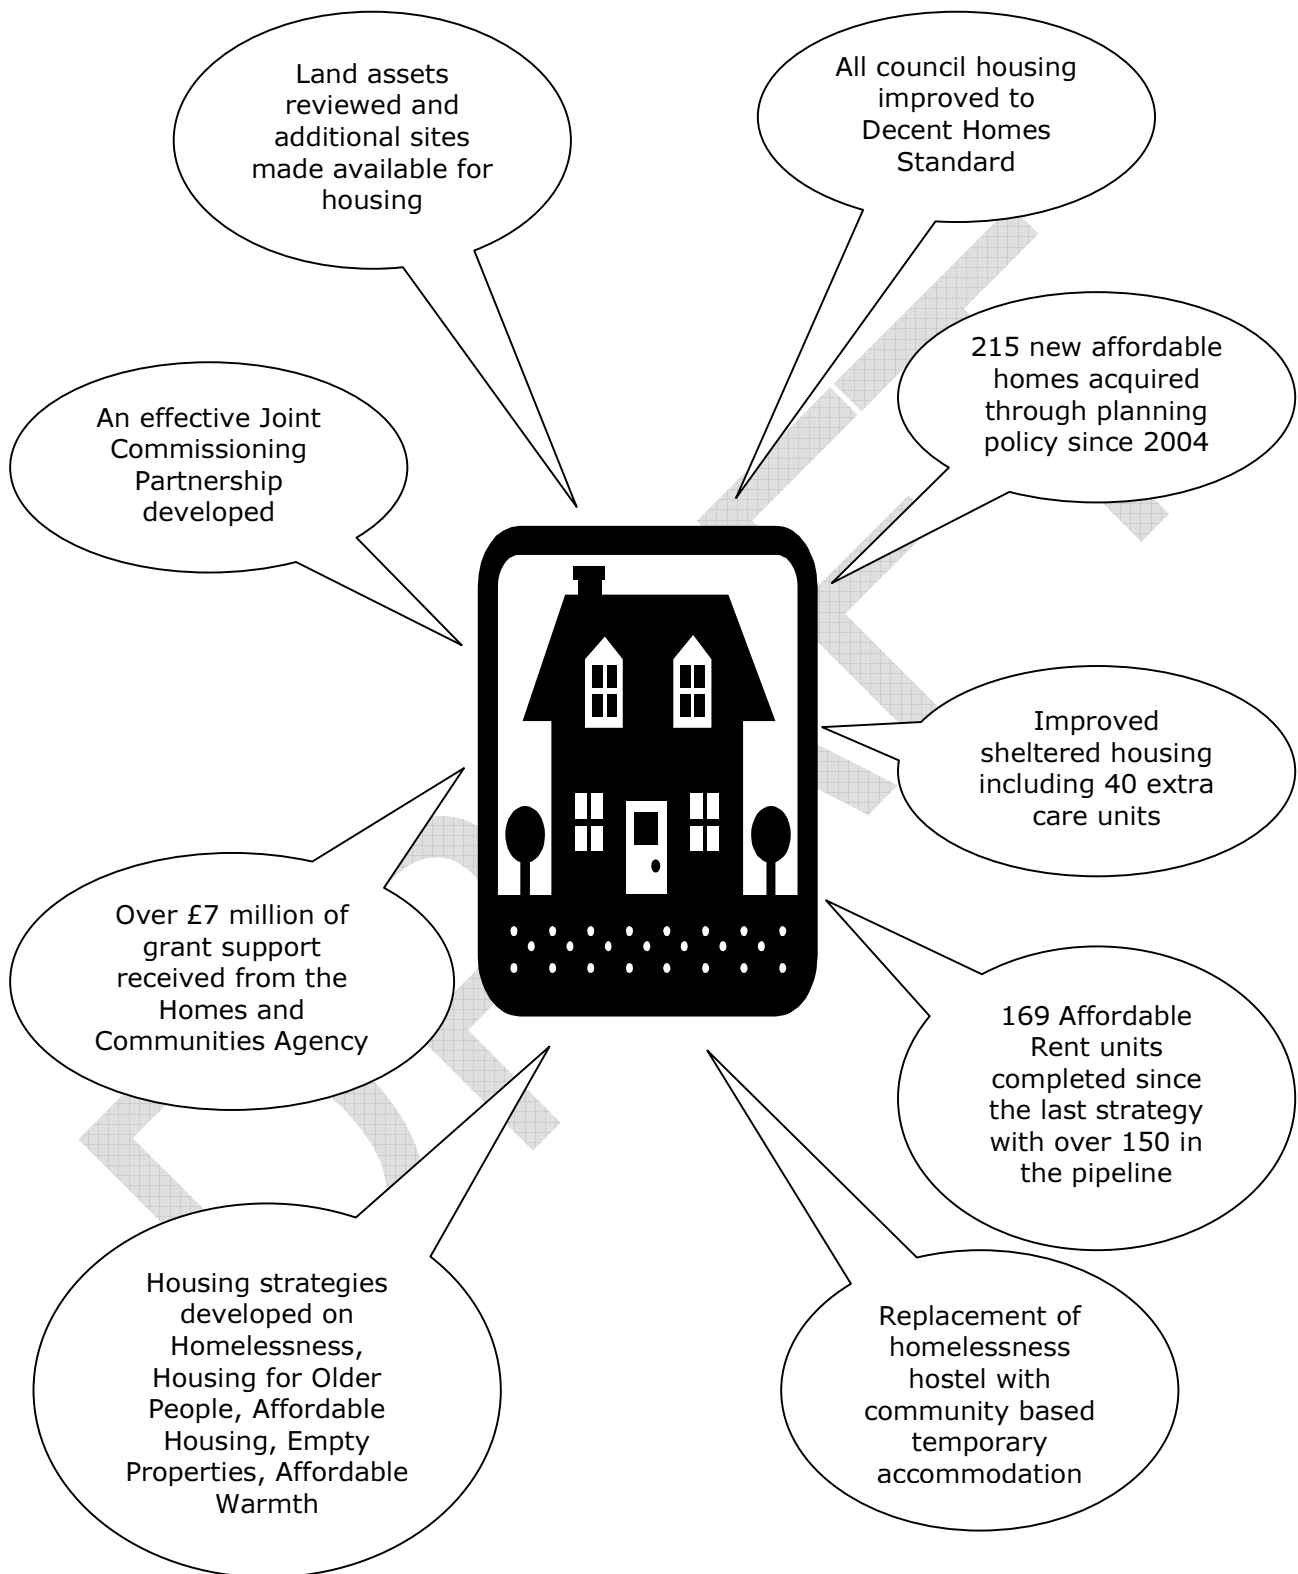 Land assets
reviewed and
additional sites
made available for
housing
All council housing
improved to
Decent Homes
Standard
215 new affordable
homes acquired
through planning
policy since 2004
An effective Joint
Commissioning
Partnership
developed
Improved
sheltered housing
including 40 extra
care units
Over £7 million of
grant support
received from the
Homes and
Communities Agency
169 Affordable
Rent units
completed since
the last strategy
with over 150 in
the pipeline
Housing strategies
developed on
Homelessness,
Housing for Older
People, Affordable
Housing, Empty
Properties, Affordable
Warmth
Replacement of
homelessness
hostel with
community based
temporary
accommodation